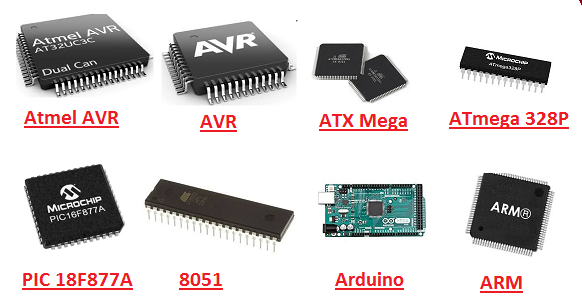 Atmel AVR
AT32UC3C
Dual Can
AVR
MICROCHIP
ATmega328P
Atmel AVR
AVR
ATX Mega
ATmega 328P
MICROCHIP
PIC16F877A
ARM®
PIC 18F877A
8051
Arduino
ARM